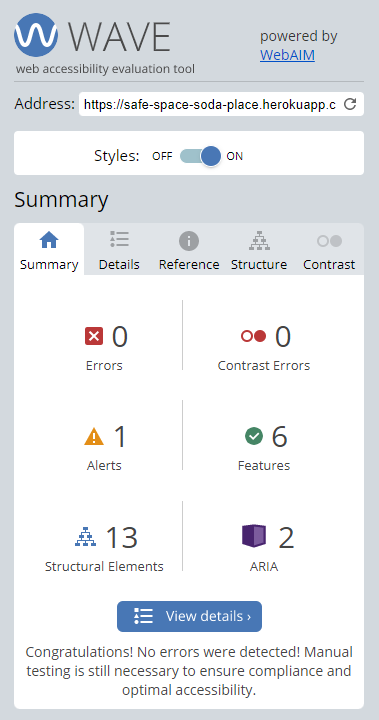 WAVE
web accessibility evaluation tool
powered by
WebAIM
Address: https://safe-space-soda-place.herokuapp.c
Styles: OFF ON
Summary
Summary Details Reference Structure Contrast
0 0
Errors Contrast Errors
1 6
Alerts Features
13 2
Structural Elements ARIA
View details ›
Congratulations! No errors were detected! Manual
testing is still necessary to ensure compliance and
optimal accessibility.